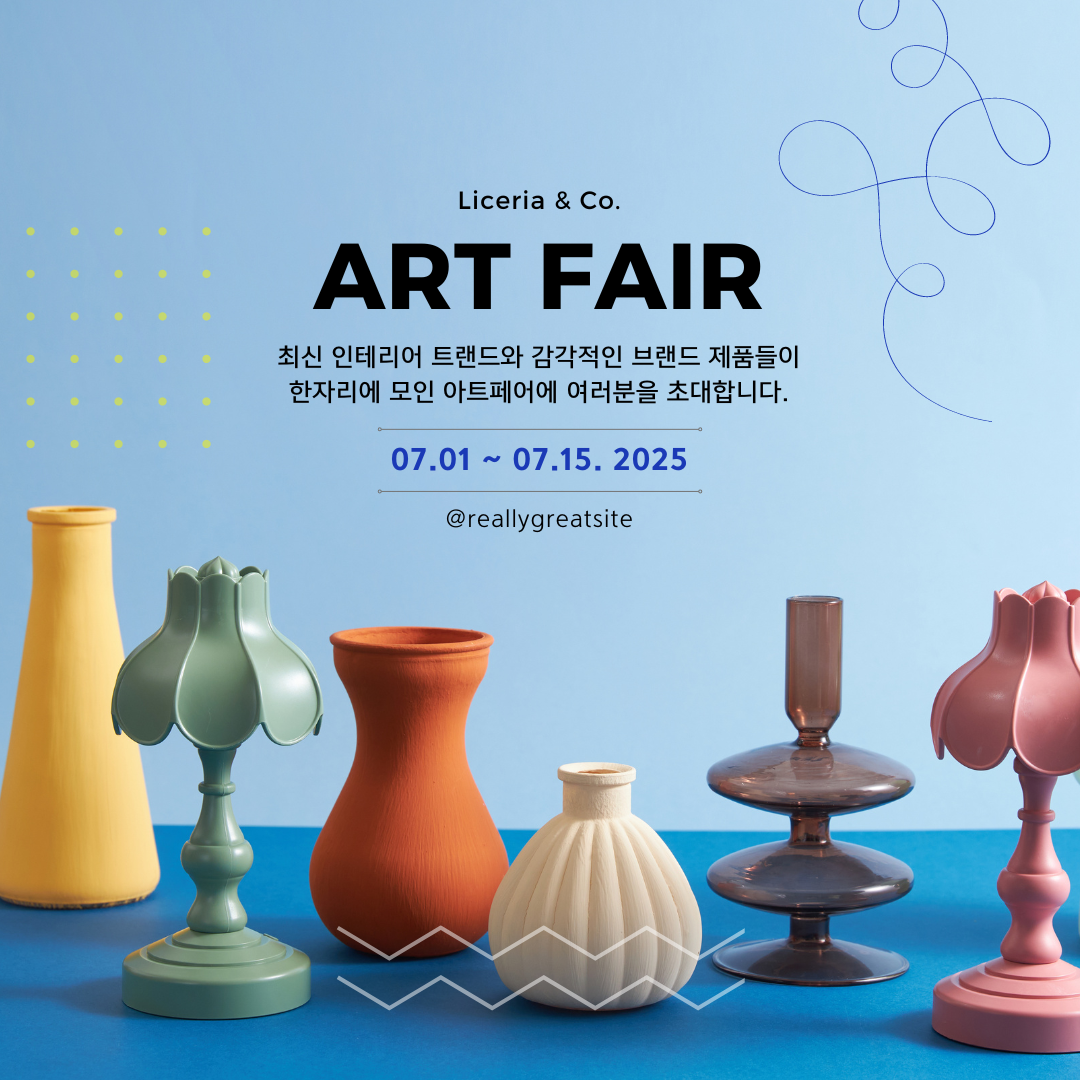 Liceria & Co.
ART FAIR
최신 인테리어 트랜드와 감각적인 브랜드 제품들이
한자리에 모인 아트페어에 여러분을 초대합니다.
07.01 ~ 07.15. 2025
@reallygreatsite